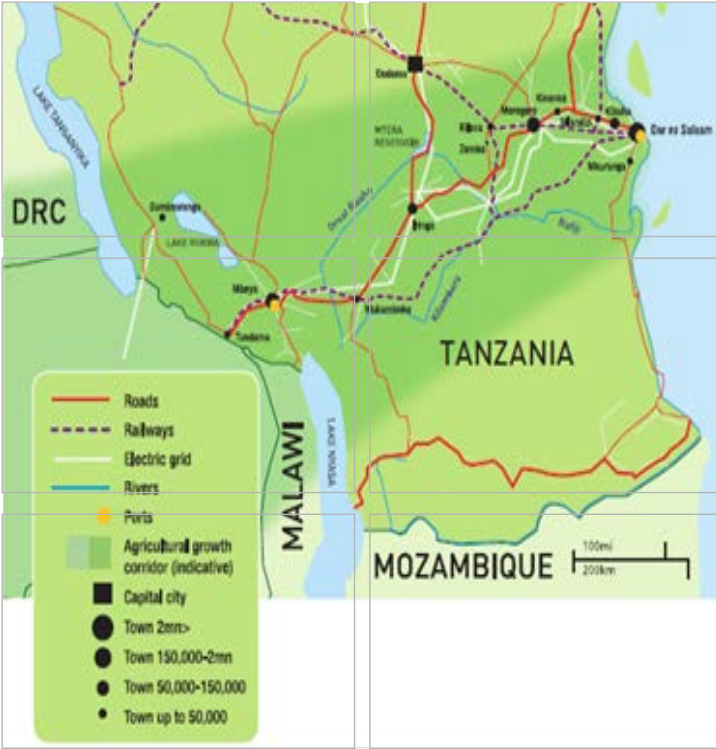 LAKE TANGANYIKA
Dodoma
Morogoro
Kilosa
Kibaha
Dar es Salaam
MTERA
RESERVOIR
Mkuranga
DRC
Sumbawanga
LAKE RUKWA
Great Ruaha
Iringa
Rufiji
Mbeya
Makambako
Kilombero
Tunduma
TANZANIA
Roads
Railways
Electric grid
Rivers
Ports
Agricultural growth
corridor (indicative)
Capital city
Town 2mn>
Town 150,000-2mn
Town 50,000-150,000
Town up to 50,000
MALAWI
LAKE NYASA
MOZAMBIQUE
100mi
200km